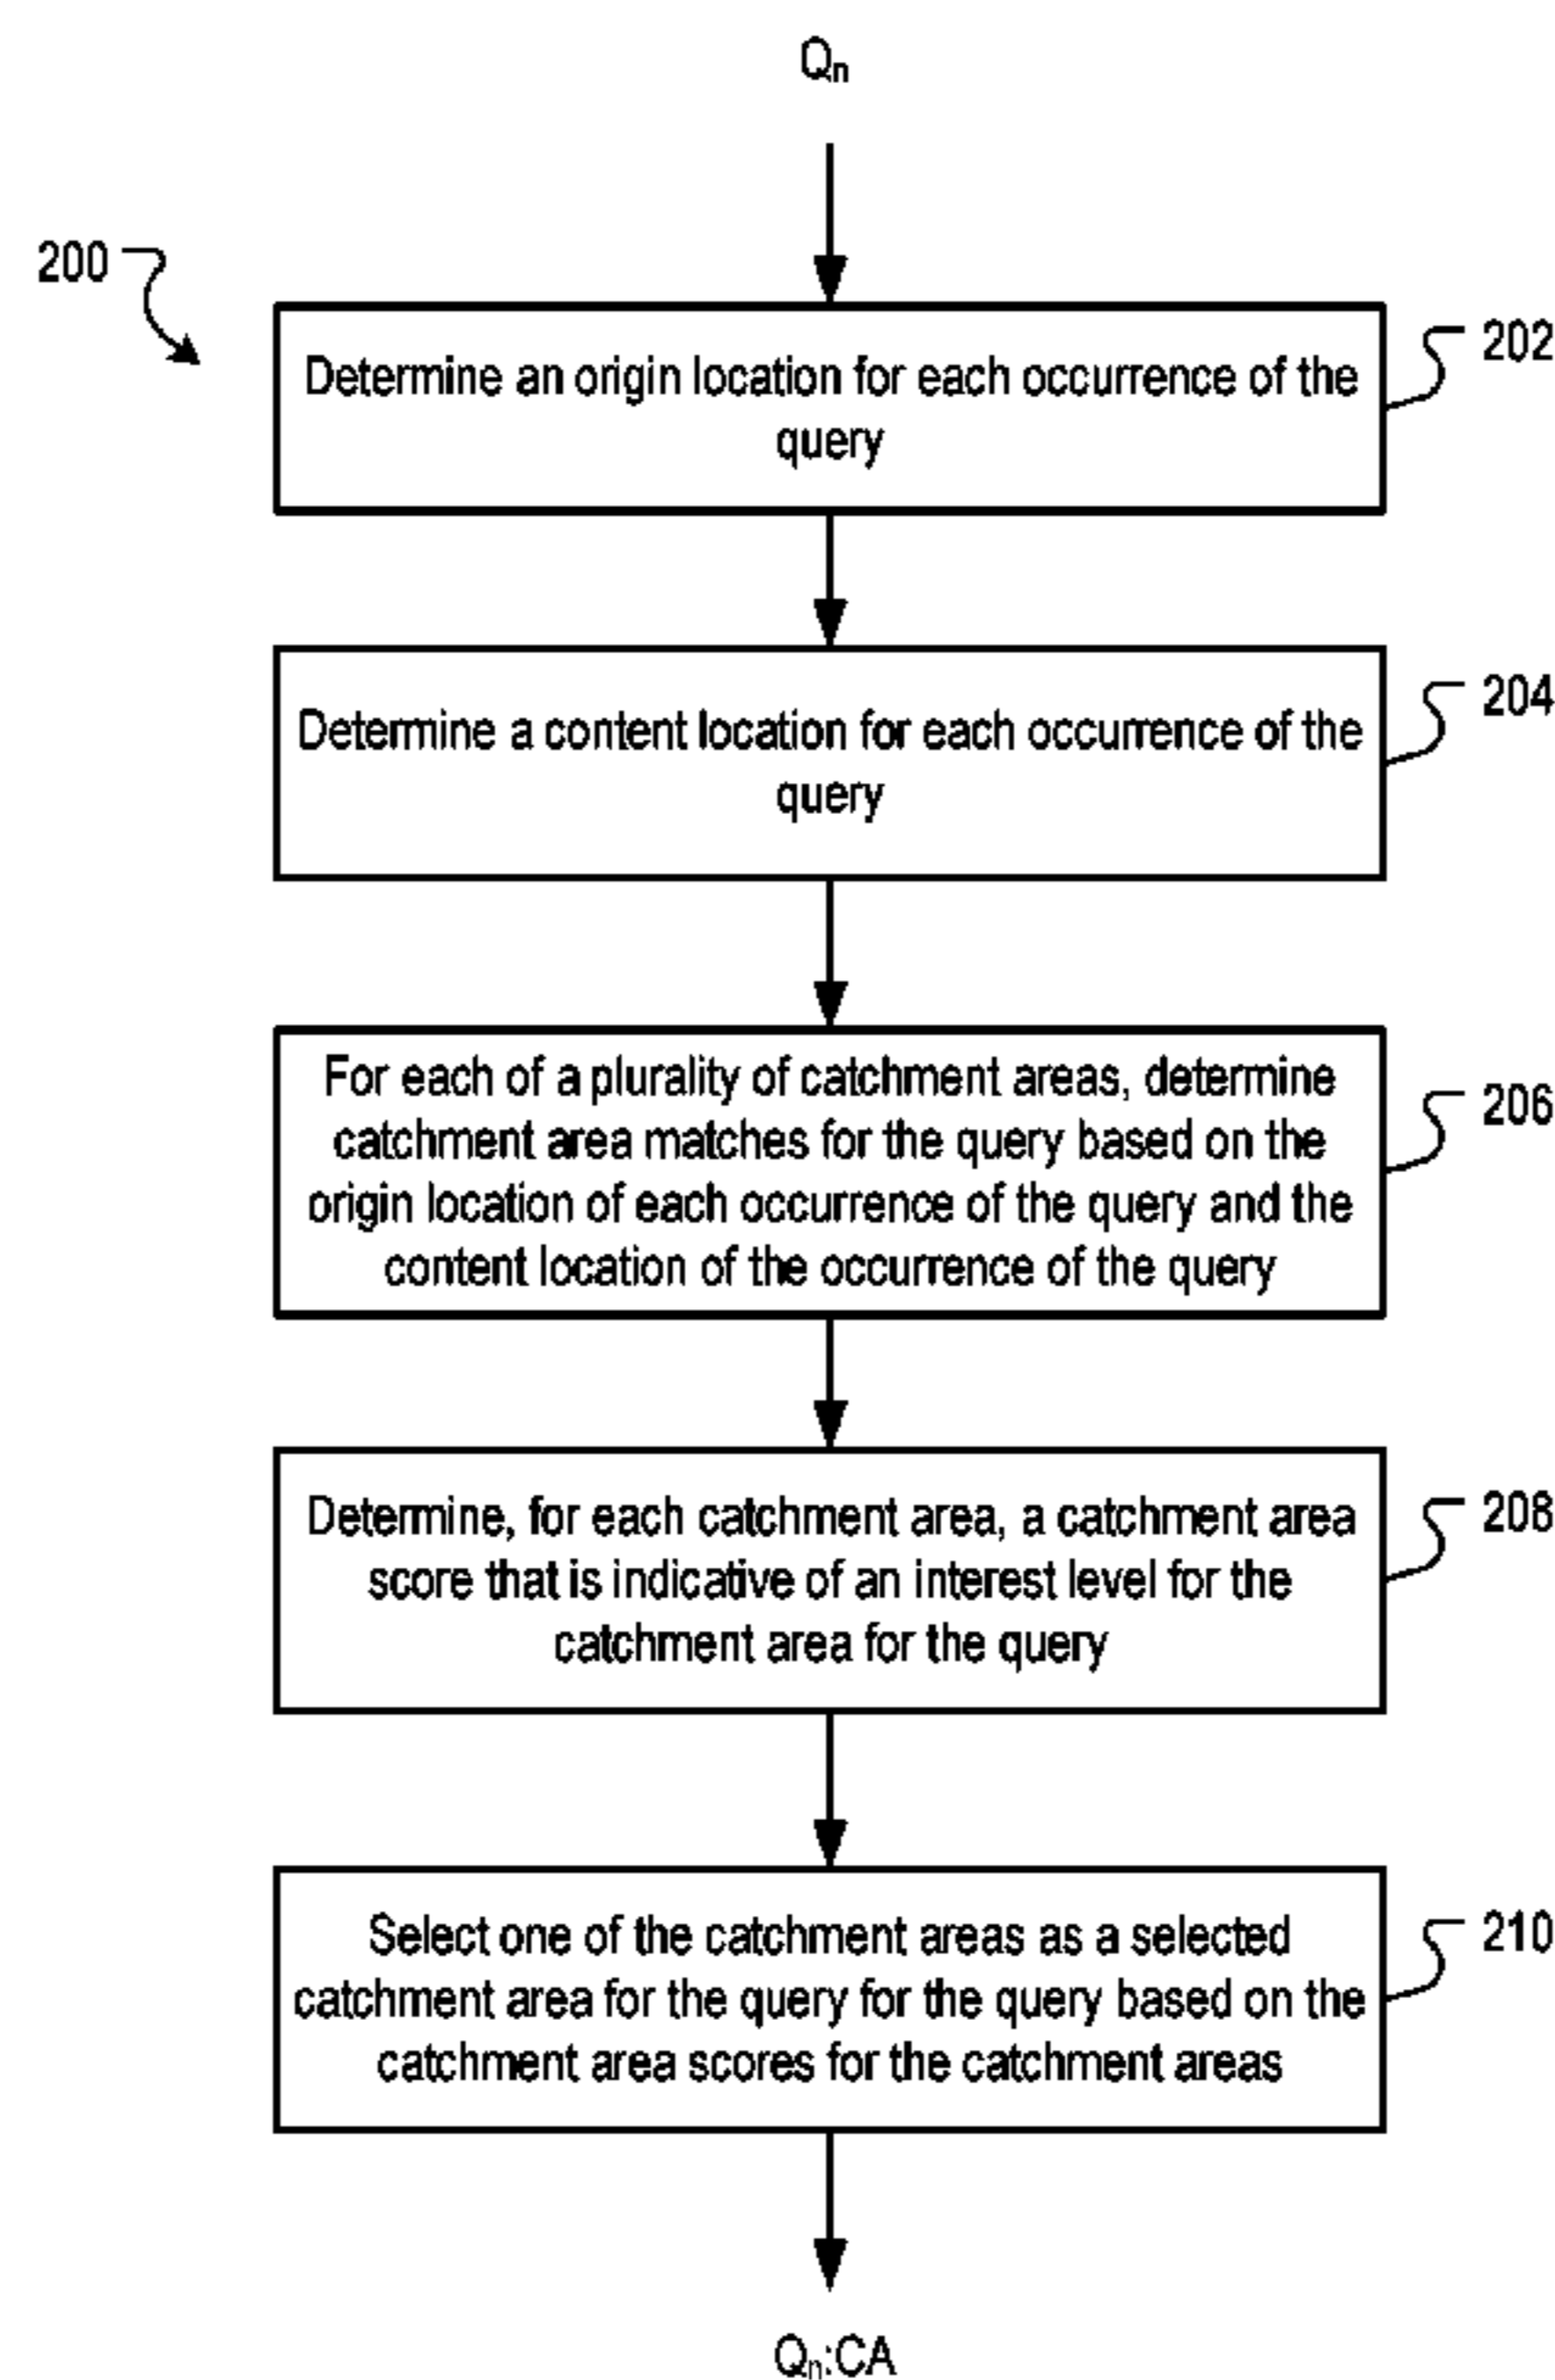 Qn
200
Determine an origin location for each occurrence of the
query
202
Determine a content location for each occurrence of the
query
204
For each of a plurality of catchment areas, determine
catchment area matches for the query based on the
origin location of each occurrence of the query and the
content location of the occurrence of the query
206
Determine, for each catchment area, a catchment area
score that is indicative of an interest level for the
catchment area for the query
208
Select one of the catchment areas as a selected
catchment area for the query for the query based on the
catchment area scores for the catchment areas
210
Qn:CA